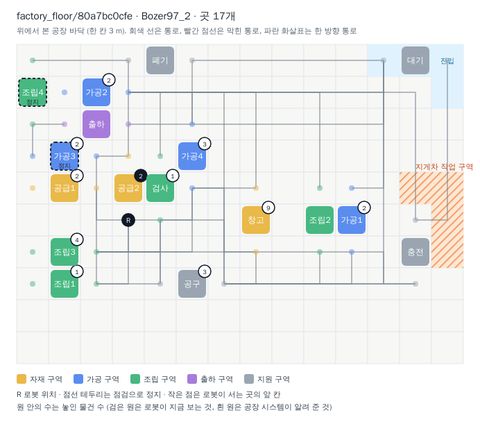 factory_floor/80a7bc0cfe · Bozer97_2 · 곳 17개
위에서 본 공장 바닥 (한 칸 3 m). 회색 선은 통로, 빨간 점선은 막힌 통로, 파란 화살표는 한 방향 통로
폐기 대기 전립
조립4 정지 가공2 2
출하
가공3 정지 2 가공4 3
지게차 작업 구역
공급1 2 공급2 2 검사 1
R 창고 9 조립2 가공1 2
조립3 4 충전
조립1 1 공구 3
자재 구역 가공 구역 조립 구역 출하 구역 지원 구역
R 로봇 위치 · 점선 테두리는 점검으로 정지 · 작은 점은 로봇이 서는 곳의 앞 칸
원 안의 수는 놓인 물건 수 (검은 원은 로봇이 지금 보는 것, 흰 원은 공장 시스템이 알려 준 것)